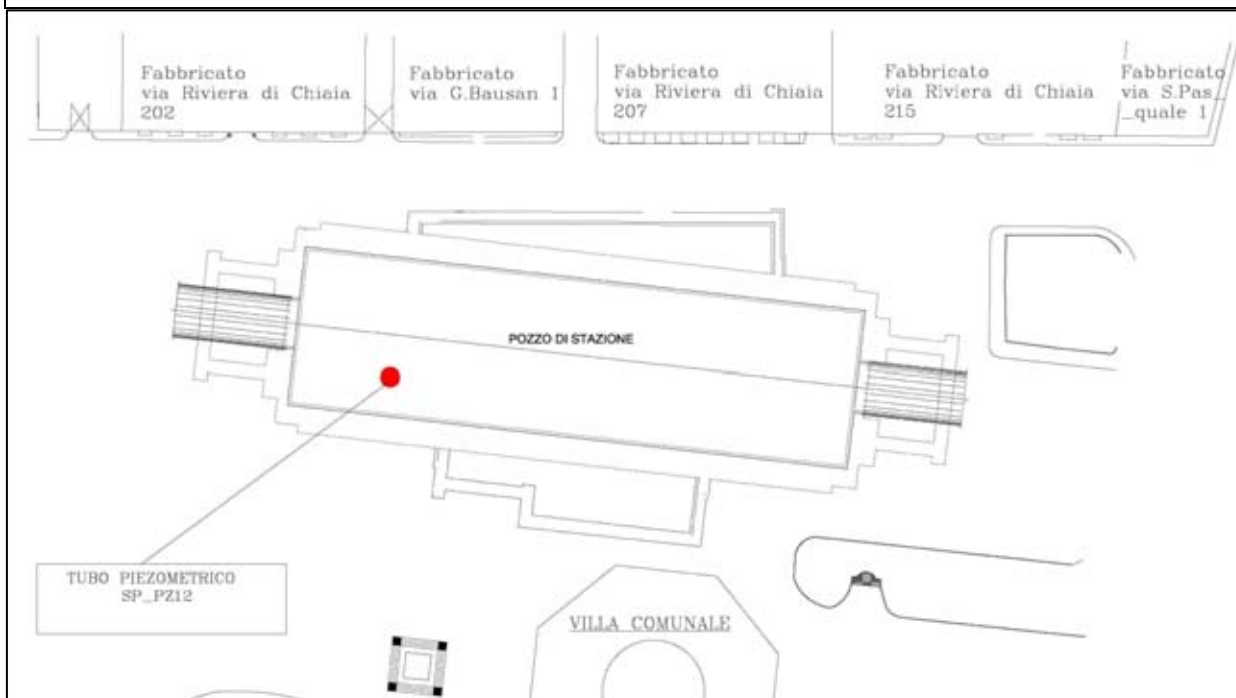 Fabbricato
via Riviera di Chiaia
202
Fabbricato
via G.Bausan 1
Fabbricato
via Riviera di Chiaia
207
Fabbricato
via Riviera di Chiaia
215
Fabbricato
via S.Pas
_quale 1
POZZO DI STAZIONE
TUBO PIEZOMETRICO
SP_PZ12
VILLA COMUNALE